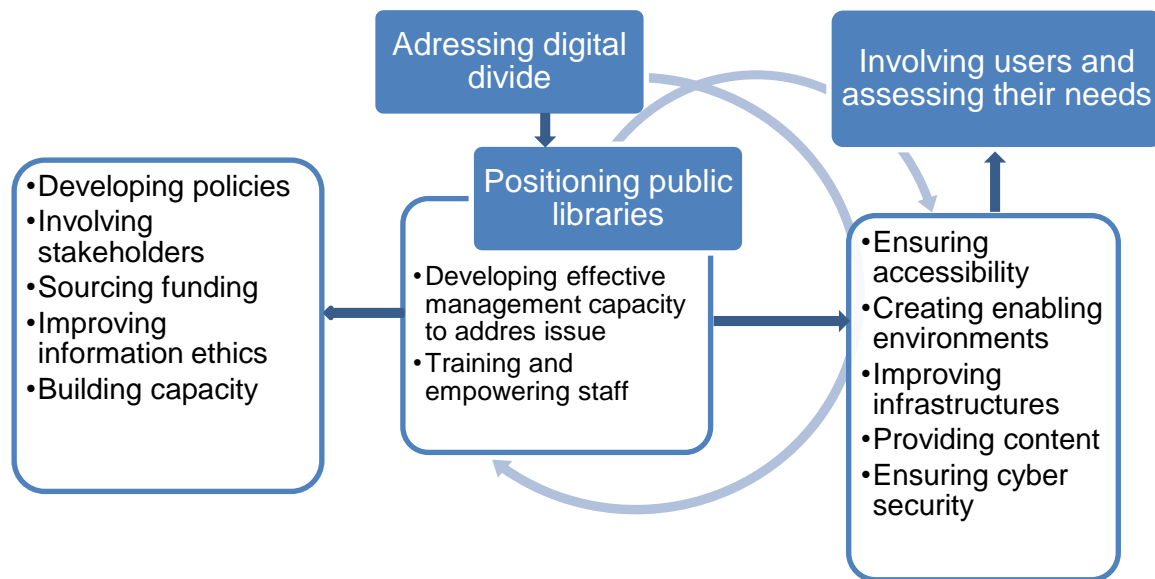 Adressing digital
divide
Involving users and
assessing their needs
Positioning public
libraries
•Developing policies
•Involving
stakeholders
•Sourcing funding
•Improving
information ethics
•Building capacity
•Developing effective
management capacity
to addres issue
•Training and
empowering staff
•Ensuring
accessibility
•Creating enabling
environments
•Improving
infrastructures
•Providing content
•Ensuring cyber
security